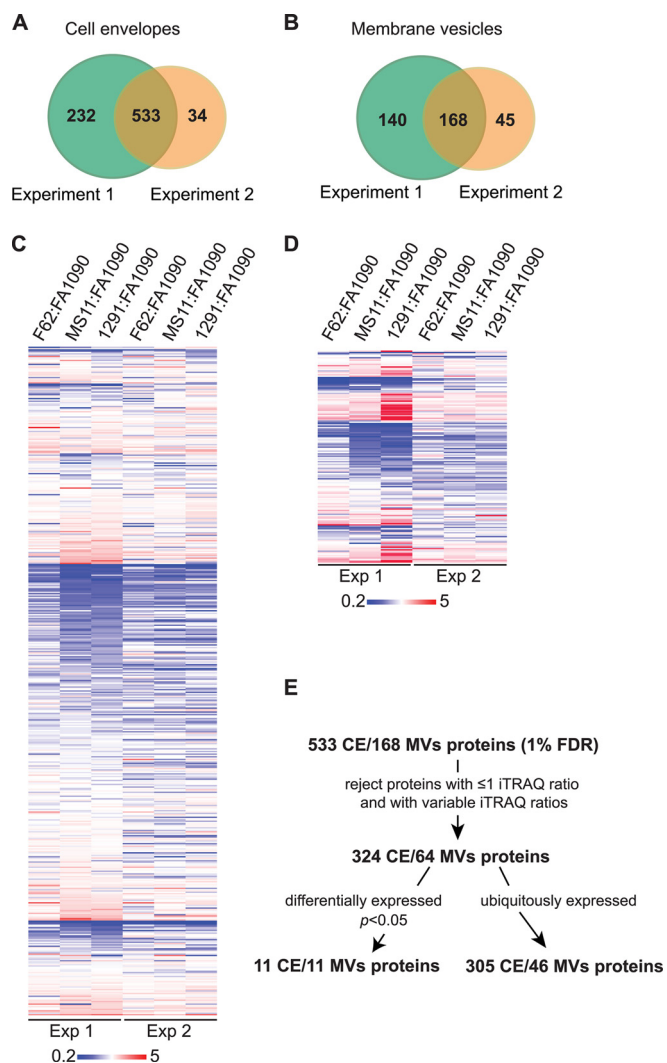 A
Cell envelopes
232 533 34
Experiment 1 Experiment 2
B
Membrane vesicles
140 168 45
Experiment 1 Experiment 2
C
F62:FA1090
MS11:FA1090
1291:FA1090
F62:FA1090
MS11:FA1090
1291:FA1090
Exp 1 Exp 2
0.2 5
D
F62:FA1090
MS11:FA1090
1291:FA1090
F62:FA1090
MS11:FA1090
1291:FA1090
Exp 1 Exp 2
0.2 5
E
533 CE/168 MVs proteins (1% FDR)
reject proteins with ≤1 iTRAQ ratio
and with variable iTRAQ ratios
324 CE/64 MVs proteins
differentially expressed
p<0.05
ubiquitously expressed
11 CE/11 MVs proteins
305 CE/46 MVs proteins